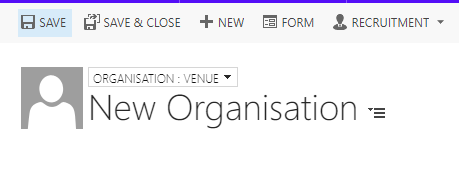 SAVE SAVE & CLOSE NEW FORM RECRUITMENT
ORGANISATION : VENUE
New Organisation